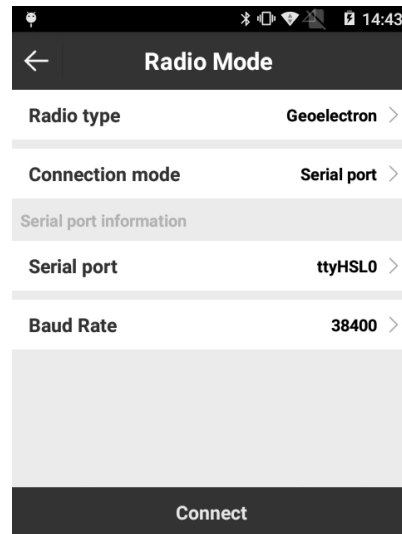 14:43
Radio Mode
Radio type Geoelectron
Connection mode Serial port
Serial port information
Serial port ttyHSL0
Baud Rate 38400
Connect